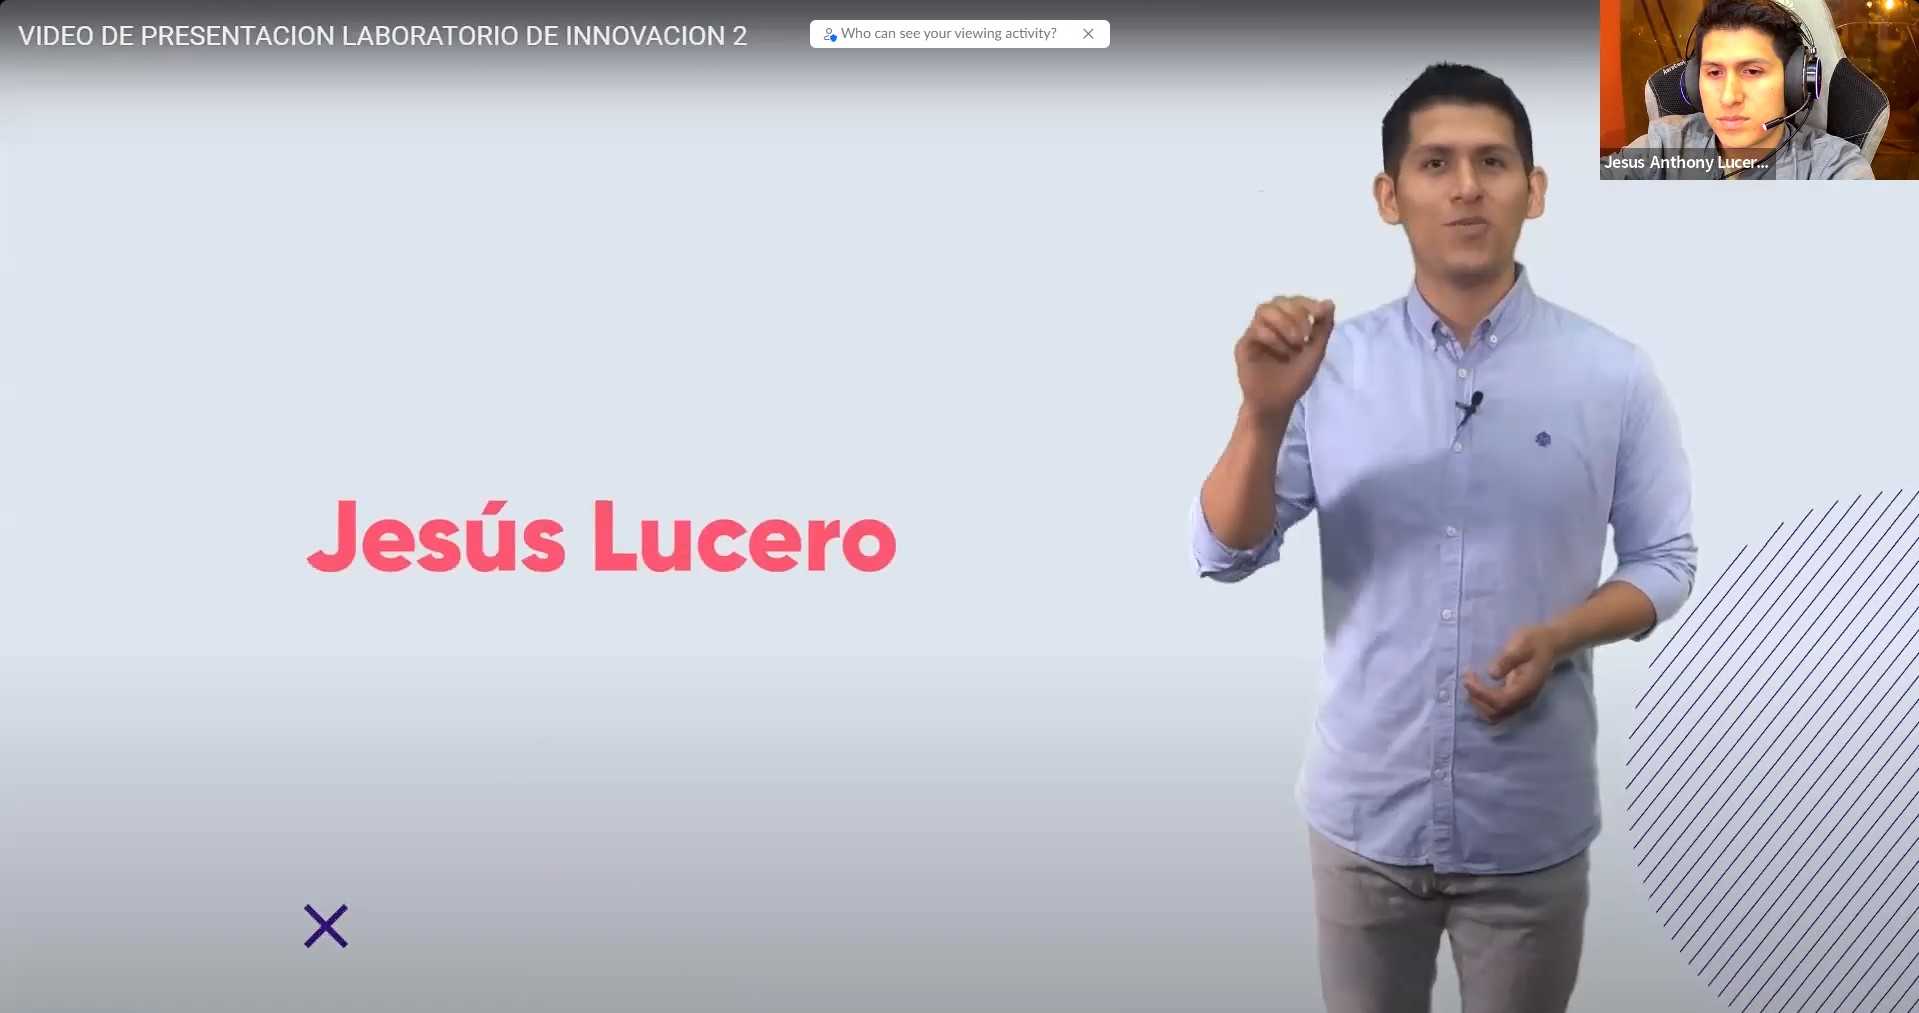 VIDEO DE PRESENTACION LABORATORIO DE INNOVACION 2
Who can see your viewing activity?
Jesus Anthony Lucer...
Jesús Lucero